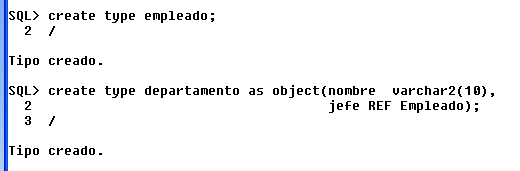 SQL> create type empleado;
2 /
Tipo creado.
SQL> create type departamento as object(nombre varchar2(10),
2 jefe REF Empleado);
3 /
Tipo creado.